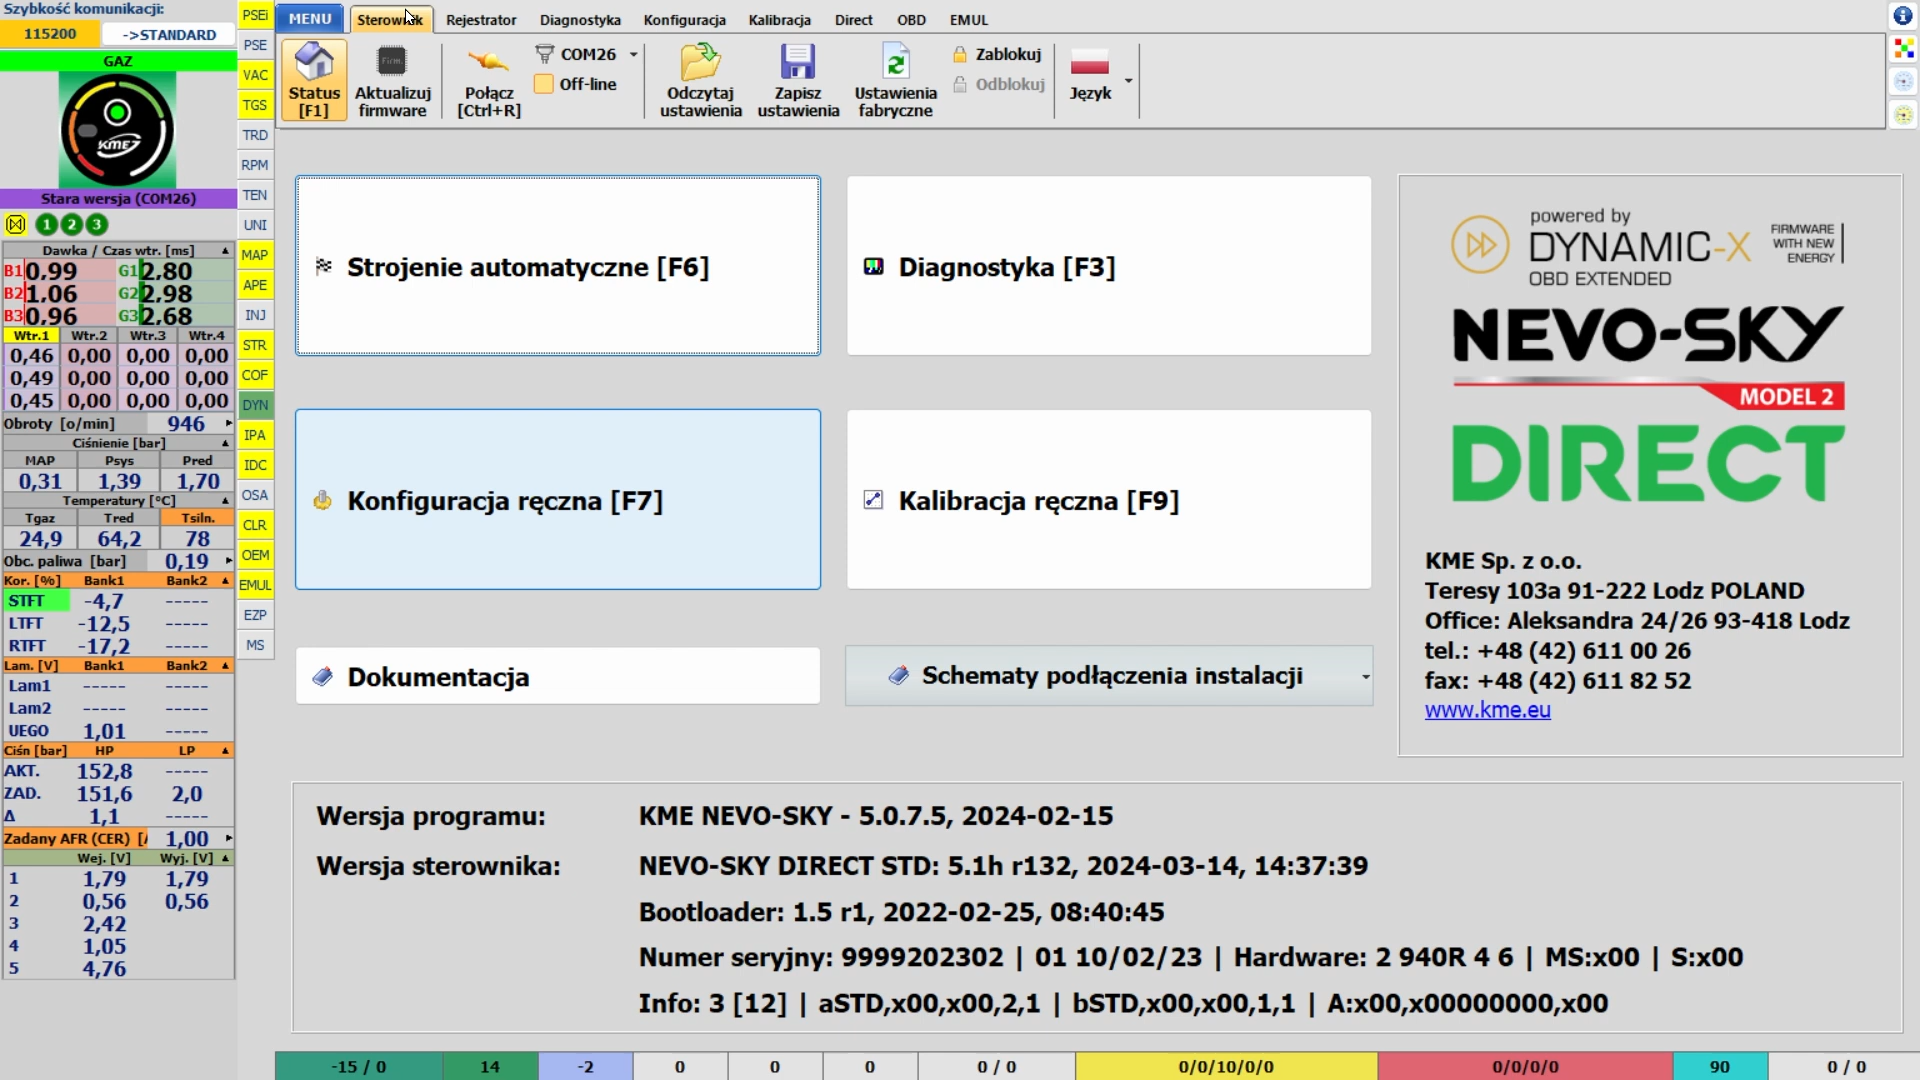 Szybkość komunikacji:
115200 ->STANDARD
GAZ
KME
Stara wersja (COM26)
1 2 3
Dawka / Czas wtr. [ms]
B1 0,99 G1 2,80
B2 1,06 G2 2,98
B3 0,96 G3 2,68
Wtr.1 Wtr.2 Wtr.3 Wtr.4
0,46 0,00 0,00 0,00
0,49 0,00 0,00 0,00
0,45 0,00 0,00 0,00
Obroty [o/min] 946
Ciśnienie [bar]
MAP Psys Pred
0,31 1,39 1,70
Temperatury [°C]
Tgaz Tred Tsiln.
24,9 64,2 78
Obc. paliwa [bar] 0,19
Kor. [%] Bank1 Bank2
STFT -4,7 -----
LTFT -12,5 -----
RTFT -17,2 -----
Lam. [V] Bank1 Bank2
Lam1 ----- -----
Lam2 ----- -----
UEGO 1,01 -----
Ciśn [bar] HP LP
AKT. 152,8 -----
ZAD. 151,6 2,0
Δ 1,1 -----
Zadany AFR (CER) [ 1,00
Wej. [V] Wyj. [V]
1 1,79 1,79
2 0,56 0,56
3 2,42
4 1,05
5 4,76
PSEi
PSE
VAC
TGS
TRD
RPM
TEN
UNI
MAP
APE
INJ
STR
COF
DYN
IPA
IDC
OSA
CLR
OEM
EMUL
EZP
MS
MENU Sterownik Rejestrator Diagnostyka Konfiguracja Kalibracja Direct OBD EMUL
Status
[F1]
Firm.
Aktualizuj
firmware
Połącz
[Ctrl+R]
COM26
Off-line
Odczytaj
ustawienia
Zapisz
ustawienia
Ustawienia
fabryczne
Zablokuj
Odblokuj
Język
Strojenie automatyczne [F6]
Diagnostyka [F3]
Konfiguracja ręczna [F7]
Kalibracja ręczna [F9]
Dokumentacja
Schematy podłączenia instalacji
powered by
DYNAMIC-X
OBD EXTENDED
FIRMWARE
WITH NEW
ENERGY
NEVO-SKY
MODEL 2
DIRECT
KME Sp. z o.o.
Teresy 103a 91-222 Lodz POLAND
Office: Aleksandra 24/26 93-418 Lodz
tel.: +48 (42) 611 00 26
fax: +48 (42) 611 82 52
www.kme.eu
Wersja programu: KME NEVO-SKY - 5.0.7.5, 2024-02-15
Wersja sterownika: NEVO-SKY DIRECT STD: 5.1h r132, 2024-03-14, 14:37:39
Bootloader: 1.5 r1, 2022-02-25, 08:40:45
Numer seryjny: 9999202302 | 01 10/02/23 | Hardware: 2 940R 4 6 | MS:x00 | S:x00
Info: 3 [12] | aSTD,x00,x00,2,1 | bSTD,x00,x00,1,1 | A:x00,x00000000,x00
-15 / 0 14 -2 0 0 0 0 / 0 0/0/10/0/0 0/0/0/0 90 0 / 0